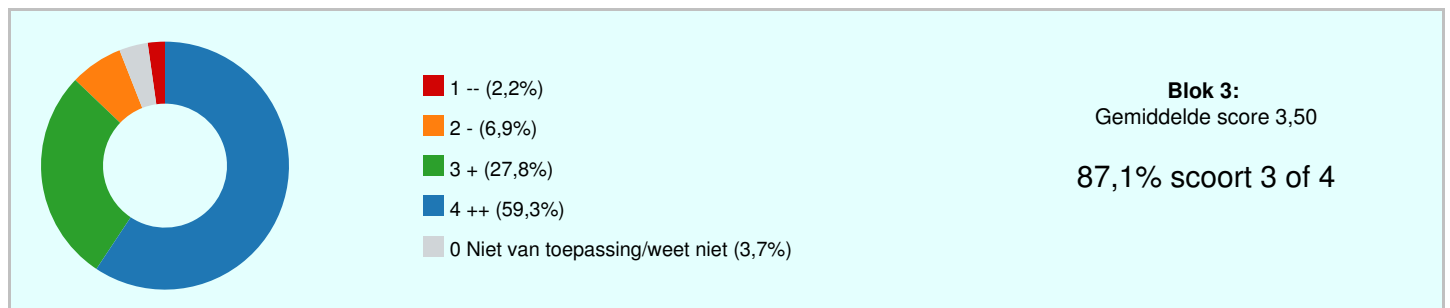 1 -- (2,2%)
2 - (6,9%)
3 + (27,8%)
4 ++ (59,3%)
0 Niet van toepassing/weet niet (3,7%)
Blok 3:
Gemiddelde score 3,50
87,1% scoort 3 of 4